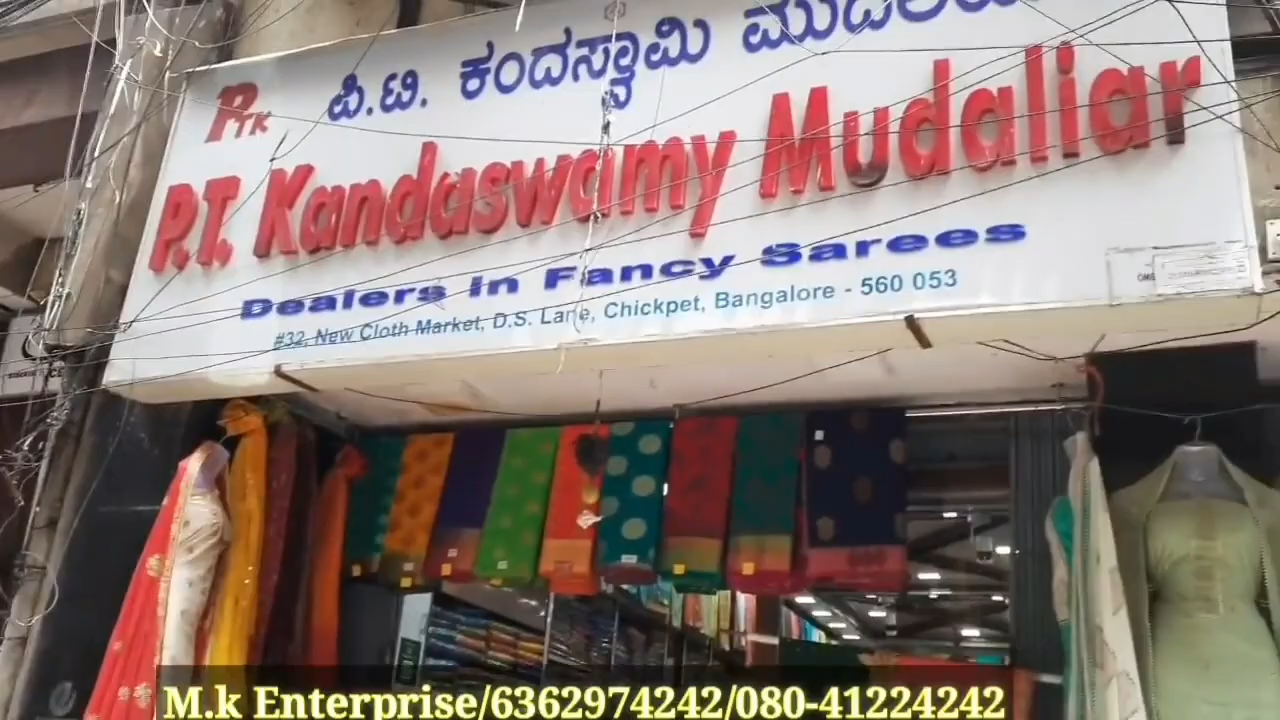 PTK
ಪಿ.ಟಿ. ಕಂದಸ್ವಾಮಿ ಮುದಲಿಯಾರ್
P.T. Kandaswamy Mudaliar
Dealers in Fancy Sarees
#32, New Cloth Market, D.S. Lane, Chickpet, Bangalore - 560 053
M.k Enterprise/6362974242/080-41224242